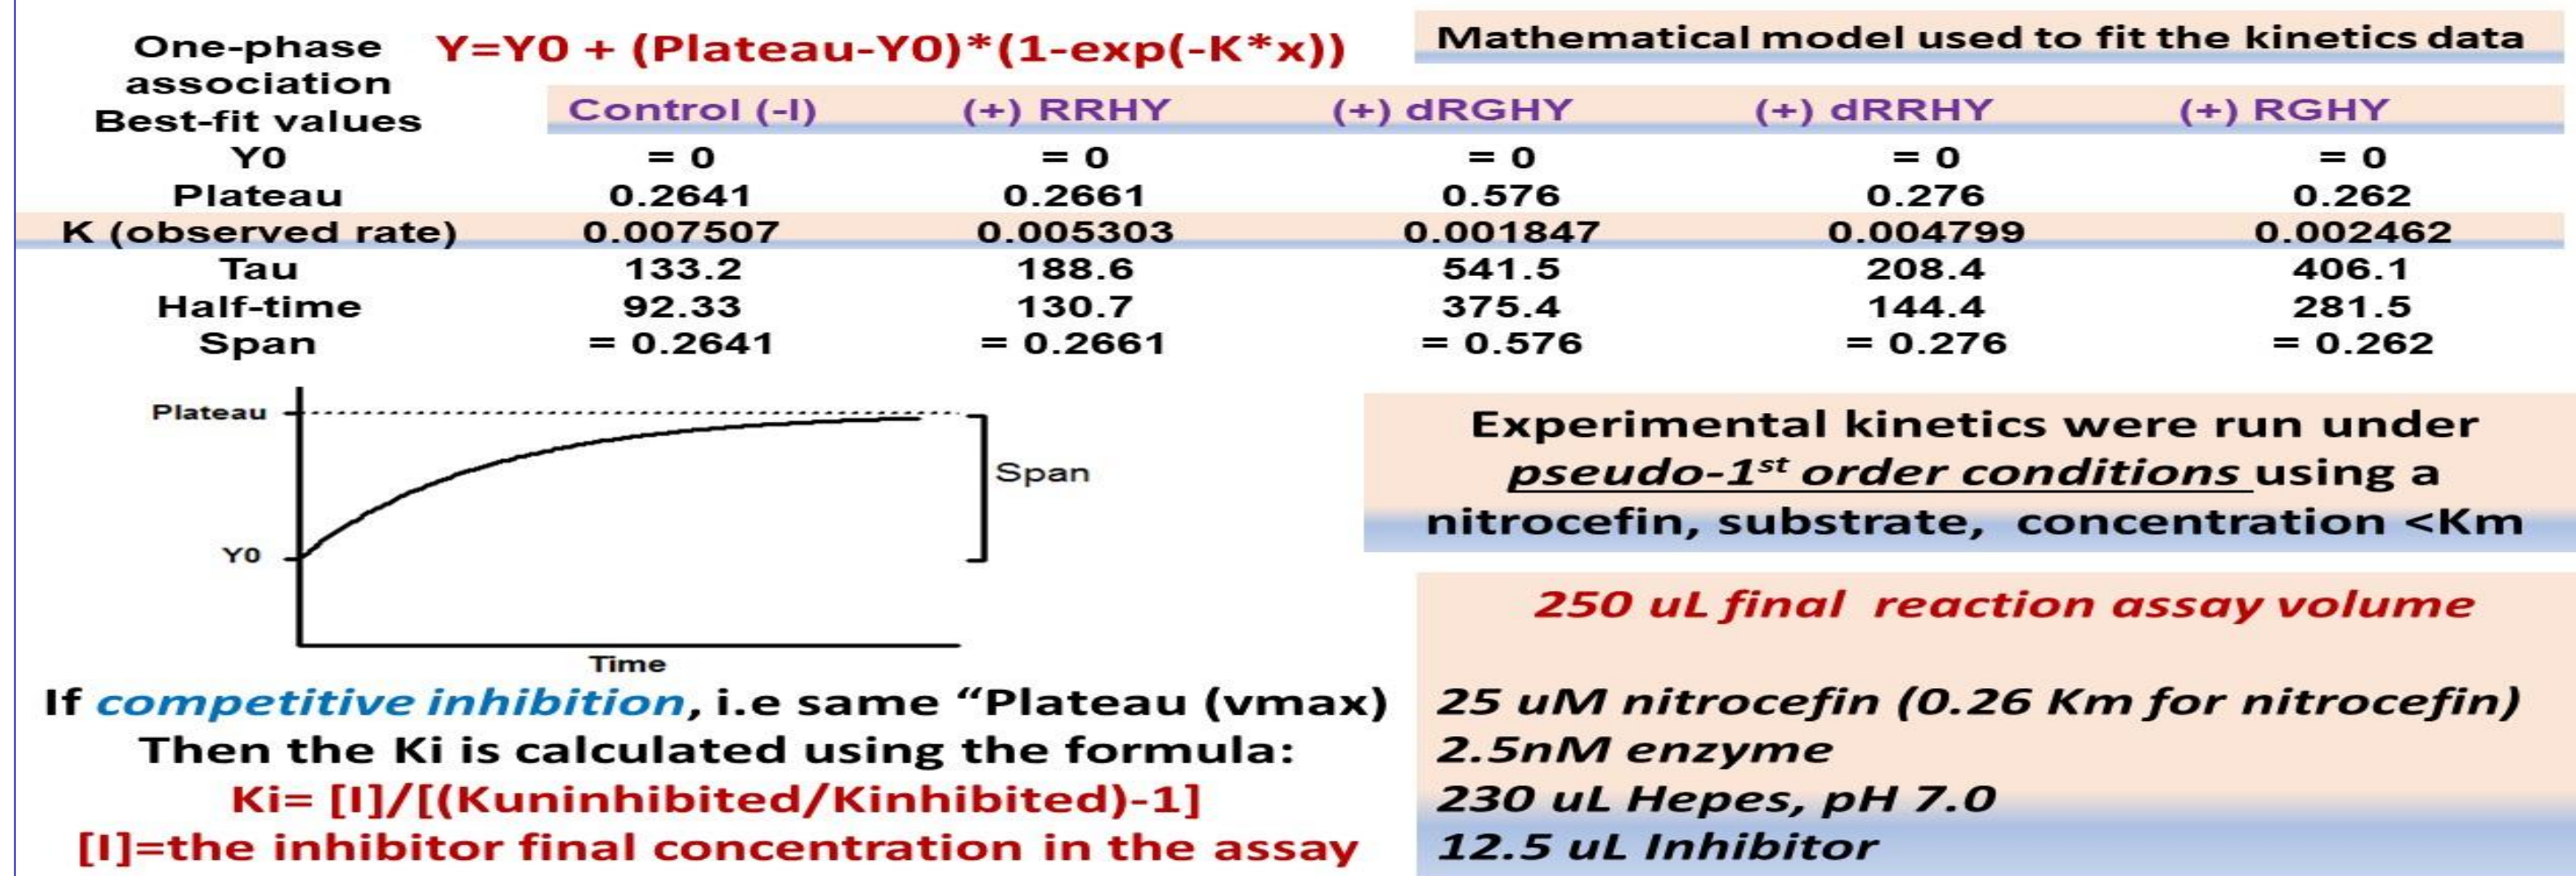 One-phase association Y=Y0 + (Plateau-Y0)*(1-exp(-K*x)) Mathematical model used to fit the kinetics data
Best-fit values Control (-I) (+) RRHY (+) dRGHY (+) dRRHY (+) RGHY
Y0 = 0 = 0 = 0 = 0 = 0
Plateau 0.2641 0.2661 0.576 0.276 0.262
K (observed rate) 0.007507 0.005303 0.001847 0.004799 0.002462
Tau 133.2 188.6 541.5 208.4 406.1
Half-time 92.33 130.7 375.4 144.4 281.5
Span = 0.2641 = 0.2661 = 0.576 = 0.276 = 0.262
Plateau
Span
Y0
Time
Experimental kinetics were run under
pseudo-1st order conditions using a
nitrocefin, substrate, concentration <Km
If competitive inhibition, i.e same “Plateau (vmax)
Then the Ki is calculated using the formula:
Ki= [I]/[(Kuninhibited/Kinhibited)-1]
[I]=the inhibitor final concentration in the assay
250 uL final reaction assay volume
25 uM nitrocefin (0.26 Km for nitrocefin)
2.5nM enzyme
230 uL Hepes, pH 7.0
12.5 uL Inhibitor